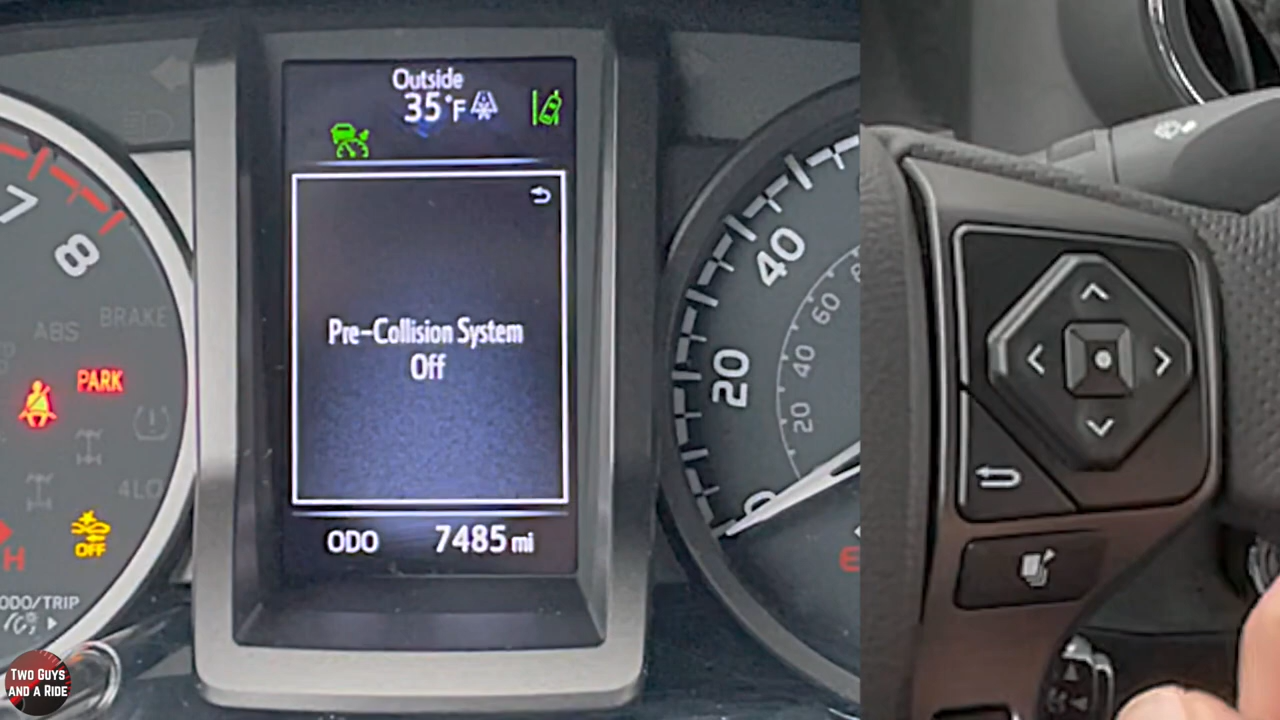 Outside
35°F
Pre-Collision System
Off
ODO 7485 mi
7
8
BRAKE
ABS
PARK
4LO
OFF
H
ODO/TRIP
40
20
0
60
40
20
E
TWO GUYS
AND A RIDE